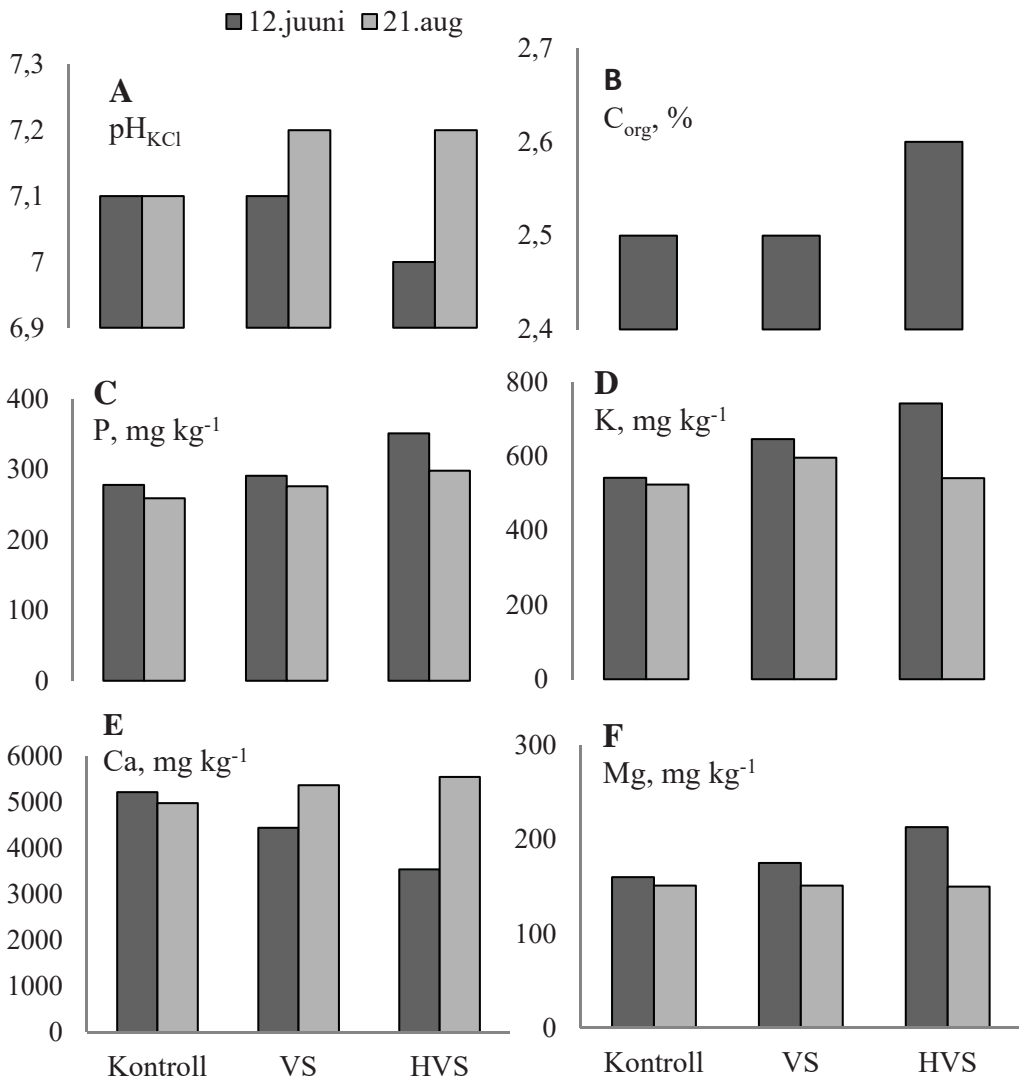 12.juuni 21.aug
A
pH_KCl
7,3
7,2
7,1
7
6,9
B
C_org, %
2,7
2,6
2,5
2,4
C
P, mg kg⁻¹
400
300
200
100
0
D
K, mg kg⁻¹
800
600
400
200
0
E
Ca, mg kg⁻¹
6000
5000
4000
3000
2000
1000
0
Kontroll VS HVS
F
Mg, mg kg⁻¹
300
200
100
0
Kontroll VS HVS